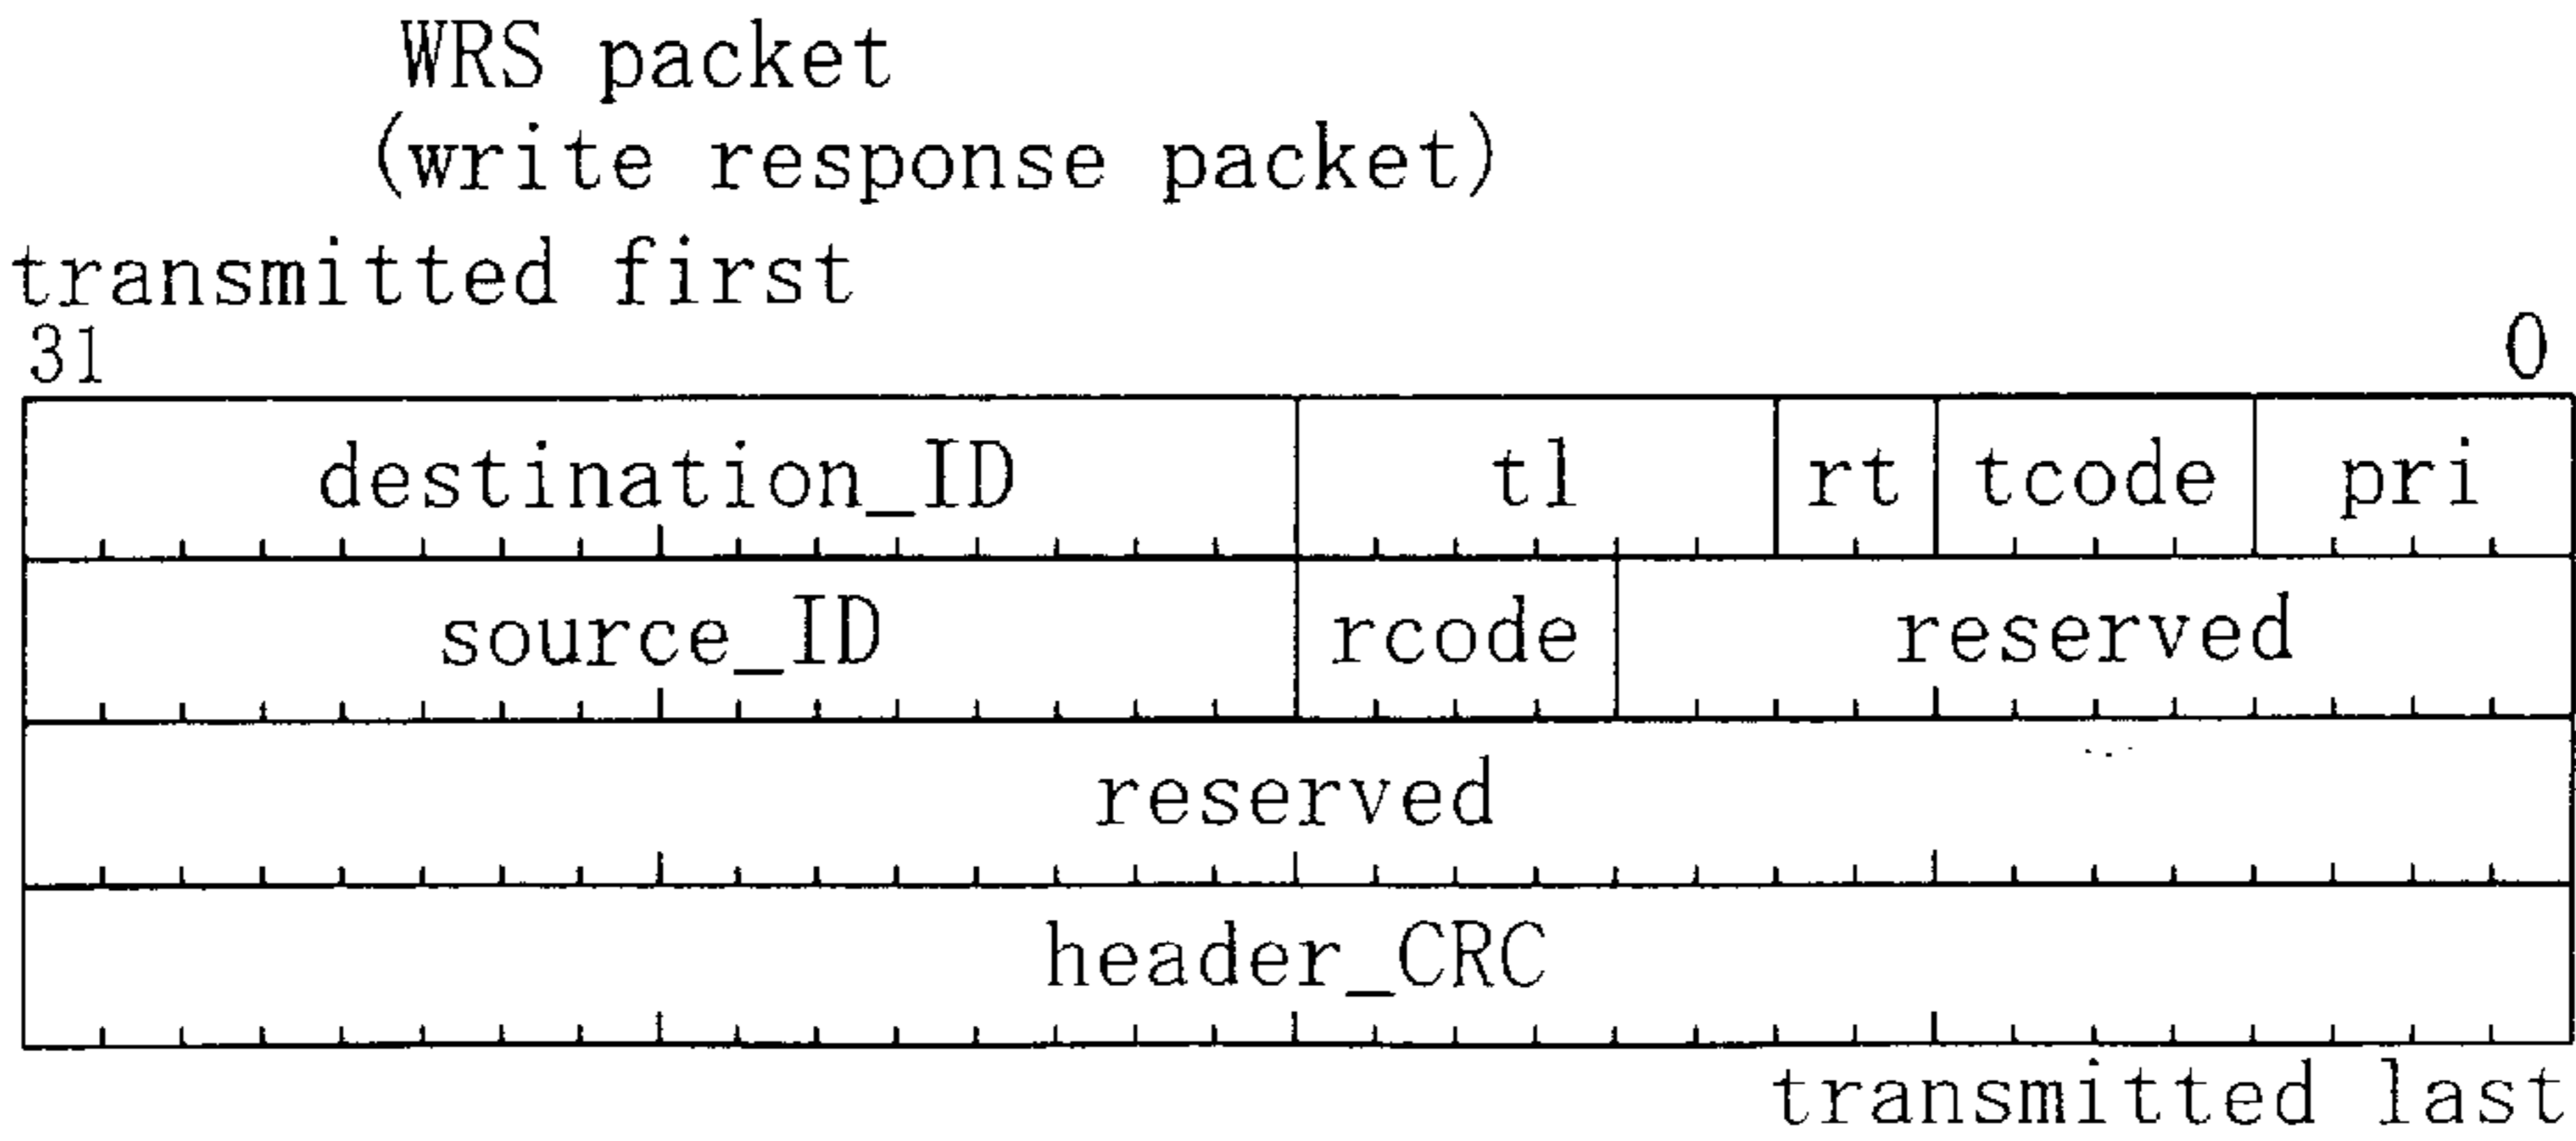 WRS packet
(write response packet)
transmitted first
31 0
destination_ID tl rt tcode pri
source_ID rcode reserved
reserved
header_CRC
transmitted last